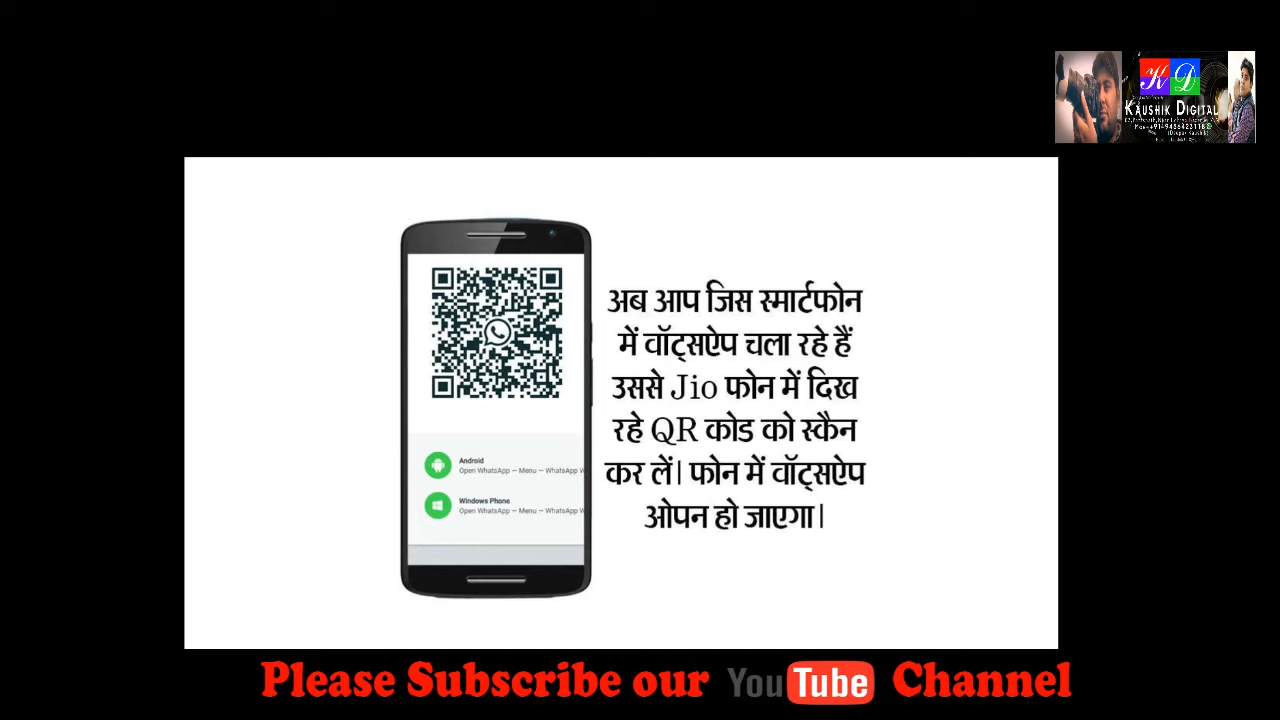 K D
KAUSHIK DIGITAL
अब आप जिस स्मार्टफोन
में वॉट्सऐप चला रहे हैं
उससे Jio फोन में दिख
रहे QR कोड को स्कैन
कर लें। फोन में वॉट्सऐप
ओपन हो जाएगा।
Android
Open WhatsApp — Menu — WhatsApp W
Windows Phone
Open WhatsApp — Menu — WhatsApp W
Please Subscribe our YouTube Channel